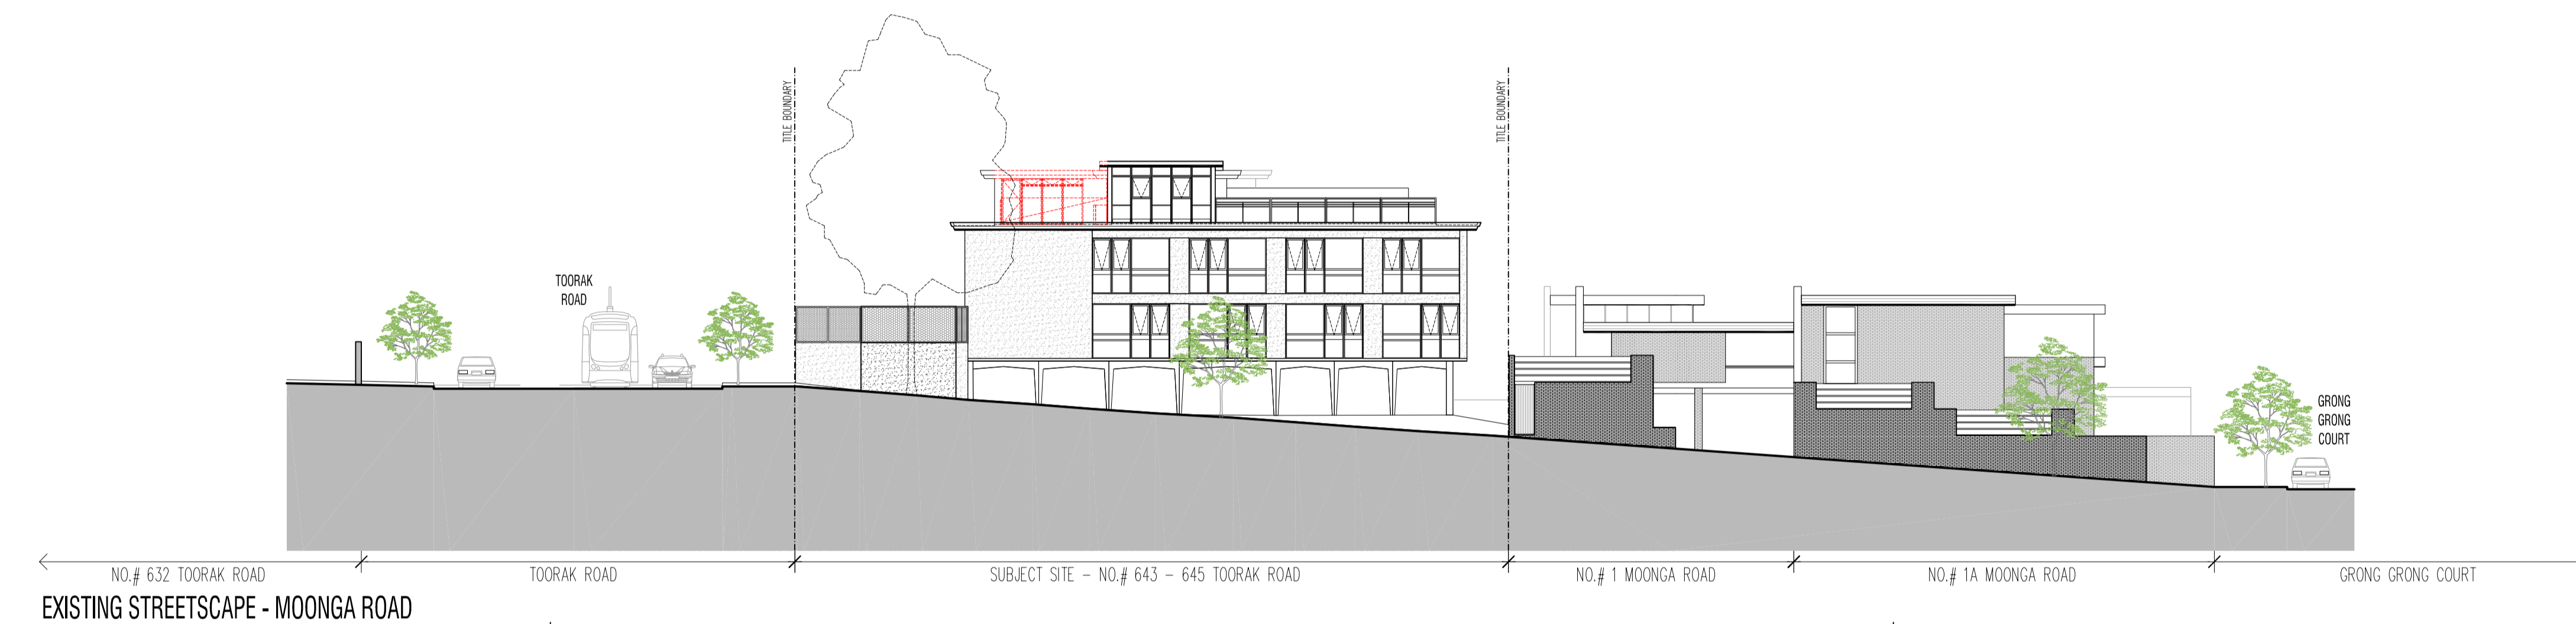 TITLE BOUNDARY
TITLE BOUNDARY
TOORAK
ROAD
GRONG
GRONG
COURT
NO.# 632 TOORAK ROAD
TOORAK ROAD
SUBJECT SITE - NO.# 643 - 645 TOORAK ROAD
NO.# 1 MOONGA ROAD
NO.# 1A MOONGA ROAD
GRONG GRONG COURT
EXISTING STREETSCAPE - MOONGA ROAD